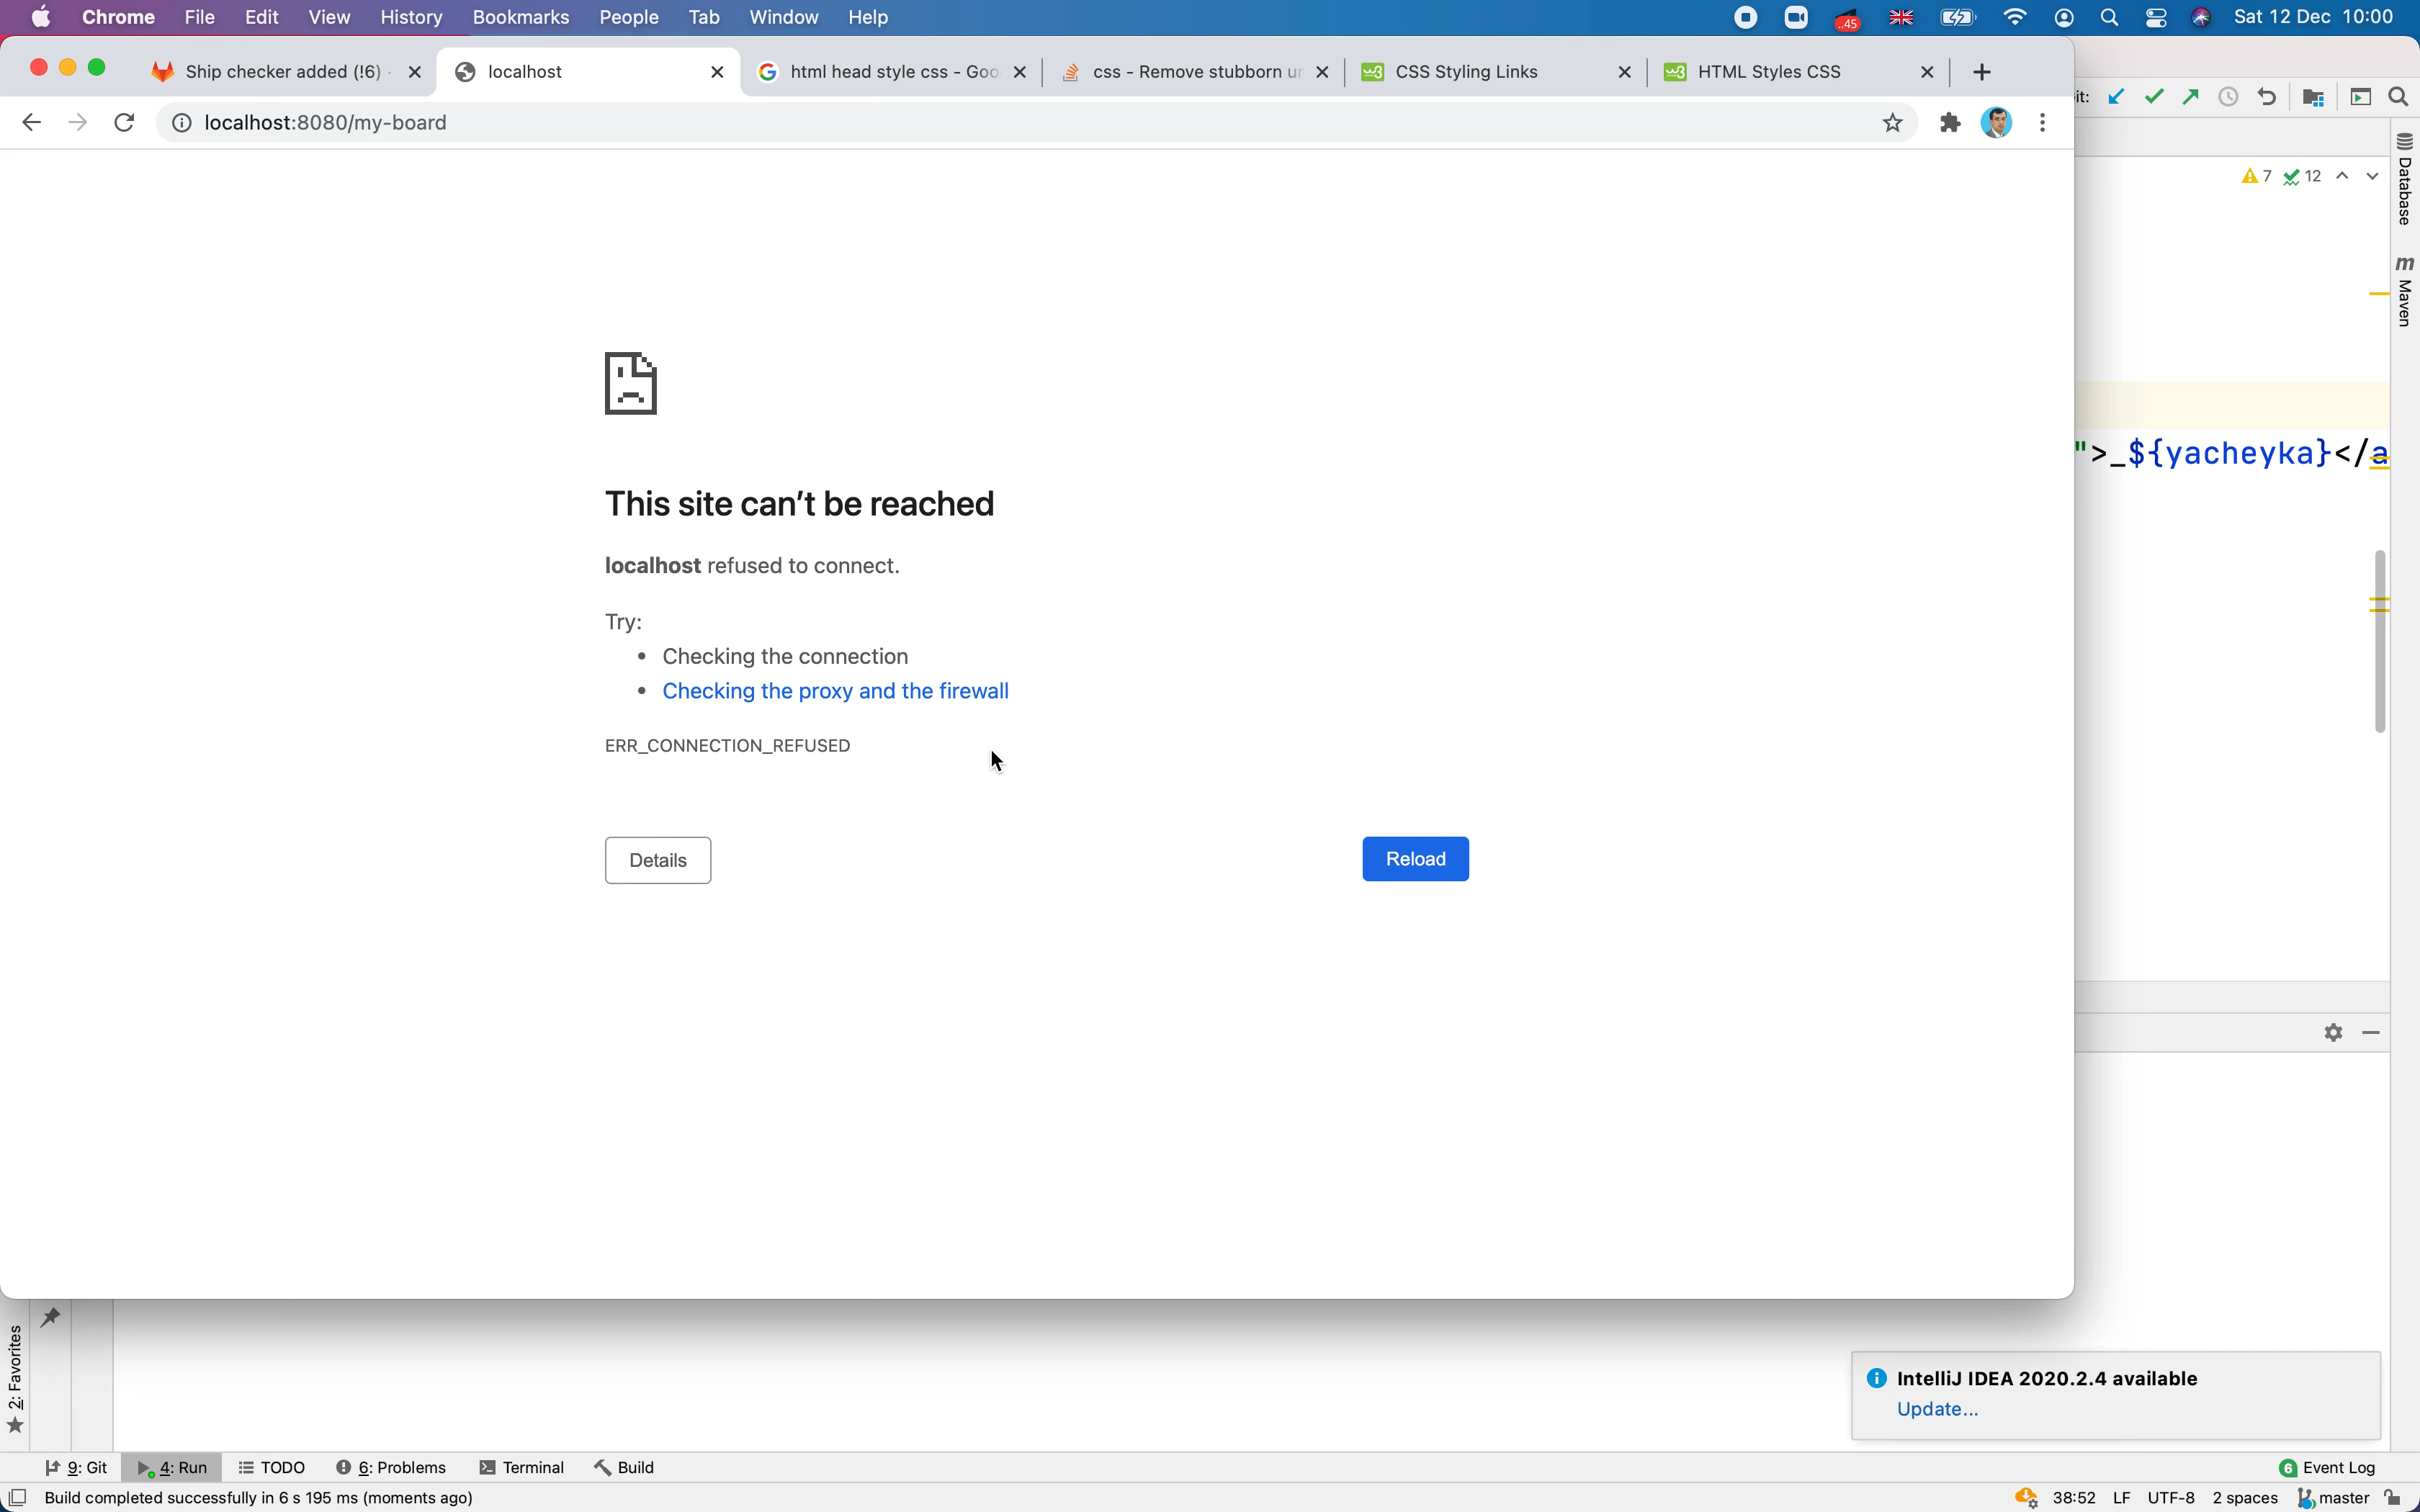 Chrome File Edit View History Bookmarks People Tab Window Help ..45 Sat 12 Dec 10:00
Ship checker added (!6) localhost html head style css - Goo css - Remove stubborn ur CSS Styling Links HTML Styles CSS
localhost:8080/my-board
it:
7 12
Database
m Maven
">_${yacheyka}</a
This site can't be reached
localhost refused to connect.
Try:
• Checking the connection
• Checking the proxy and the firewall
ERR_CONNECTION_REFUSED
Details Reload
2: Favorites
IntelliJ IDEA 2020.2.4 available
Update...
9: Git 4: Run TODO 6: Problems Terminal Build 6 Event Log
Build completed successfully in 6 s 195 ms (moments ago) 38:52 LF UTF-8 2 spaces master